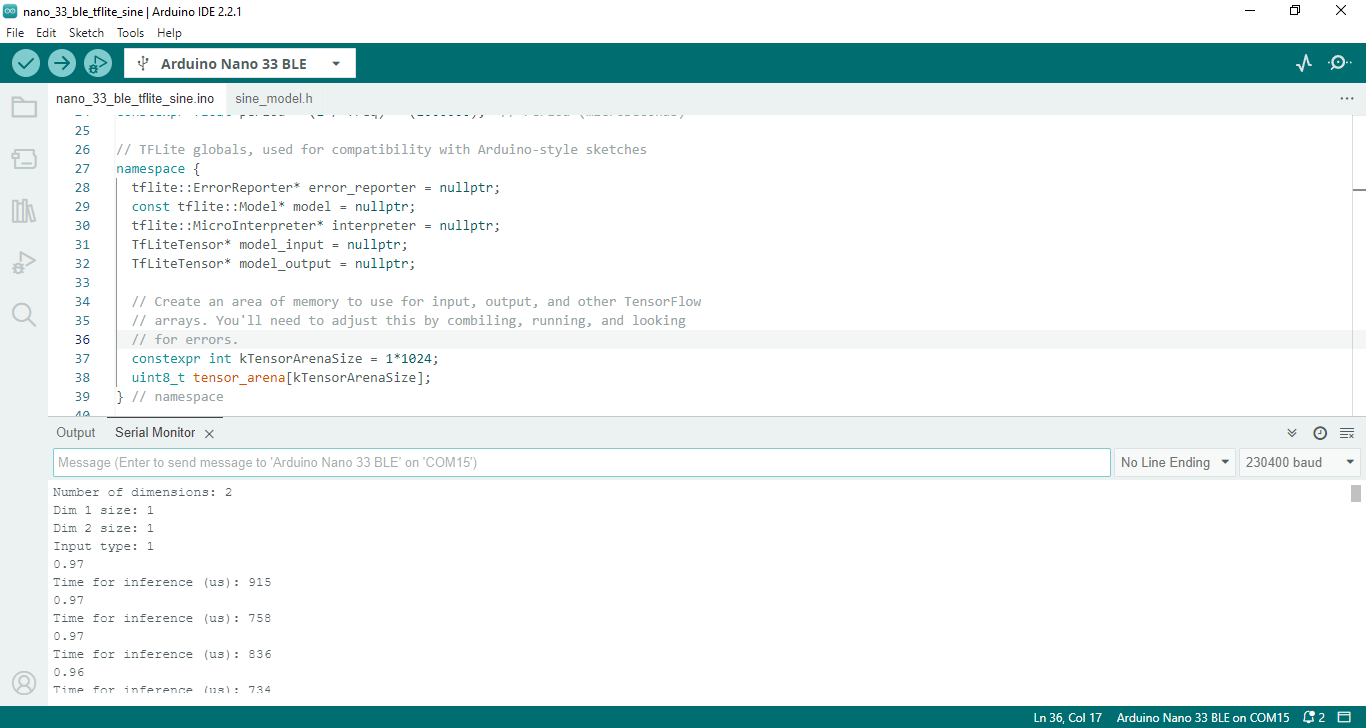 nano_33_ble_tflite_sine | Arduino IDE 2.2.1
File Edit Sketch Tools Help
Arduino Nano 33 BLE
nano_33_ble_tflite_sine.ino sine_model.h
25
26 // TFLite globals, used for compatibility with Arduino-style sketches
27 namespace {
28 tflite::ErrorReporter* error_reporter = nullptr;
29 const tflite::Model* model = nullptr;
30 tflite::MicroInterpreter* interpreter = nullptr;
31 TfLiteTensor* model_input = nullptr;
32 TfLiteTensor* model_output = nullptr;
33
34 // Create an area of memory to use for input, output, and other TensorFlow
35 // arrays. You'll need to adjust this by combiling, running, and looking
36 // for errors.
37 constexpr int kTensorArenaSize = 1*1024;
38 uint8_t tensor_arena[kTensorArenaSize];
39 } // namespace
40
Output Serial Monitor
Message (Enter to send message to 'Arduino Nano 33 BLE' on 'COM15') No Line Ending 230400 baud
Number of dimensions: 2
Dim 1 size: 1
Dim 2 size: 1
Input type: 1
0.97
Time for inference (us): 915
0.97
Time for inference (us): 758
0.97
Time for inference (us): 836
0.96
Time for inference (us): 734
Ln 36, Col 17 Arduino Nano 33 BLE on COM15 2